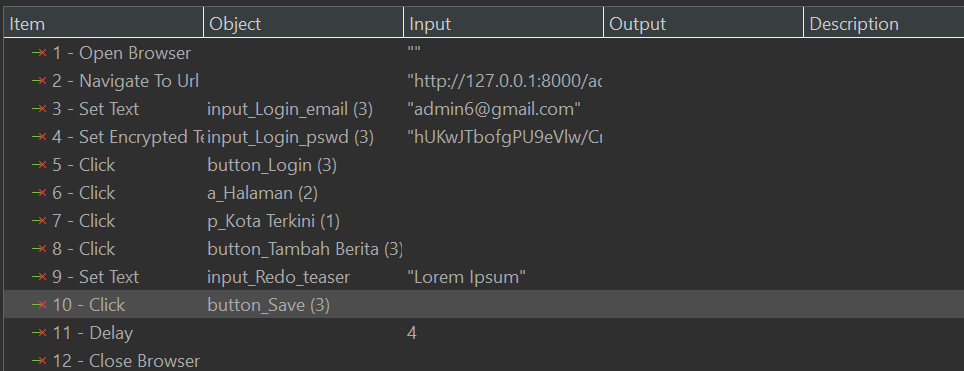 Item Object Input Output Description
1 - Open Browser ""
2 - Navigate To Url "http://127.0.0.1:8000/ac
3 - Set Text input_Login_email (3) "admin6@gmail.com"
4 - Set Encrypted Te input_Login_pswd (3) "hUKwJTbofgPU9eVlw/Cr
5 - Click button_Login (3)
6 - Click a_Halaman (2)
7 - Click p_Kota Terkini (1)
8 - Click button_Tambah Berita (3)
9 - Set Text input_Redo_teaser "Lorem Ipsum"
10 - Click button_Save (3)
11 - Delay 4
12 - Close Browser